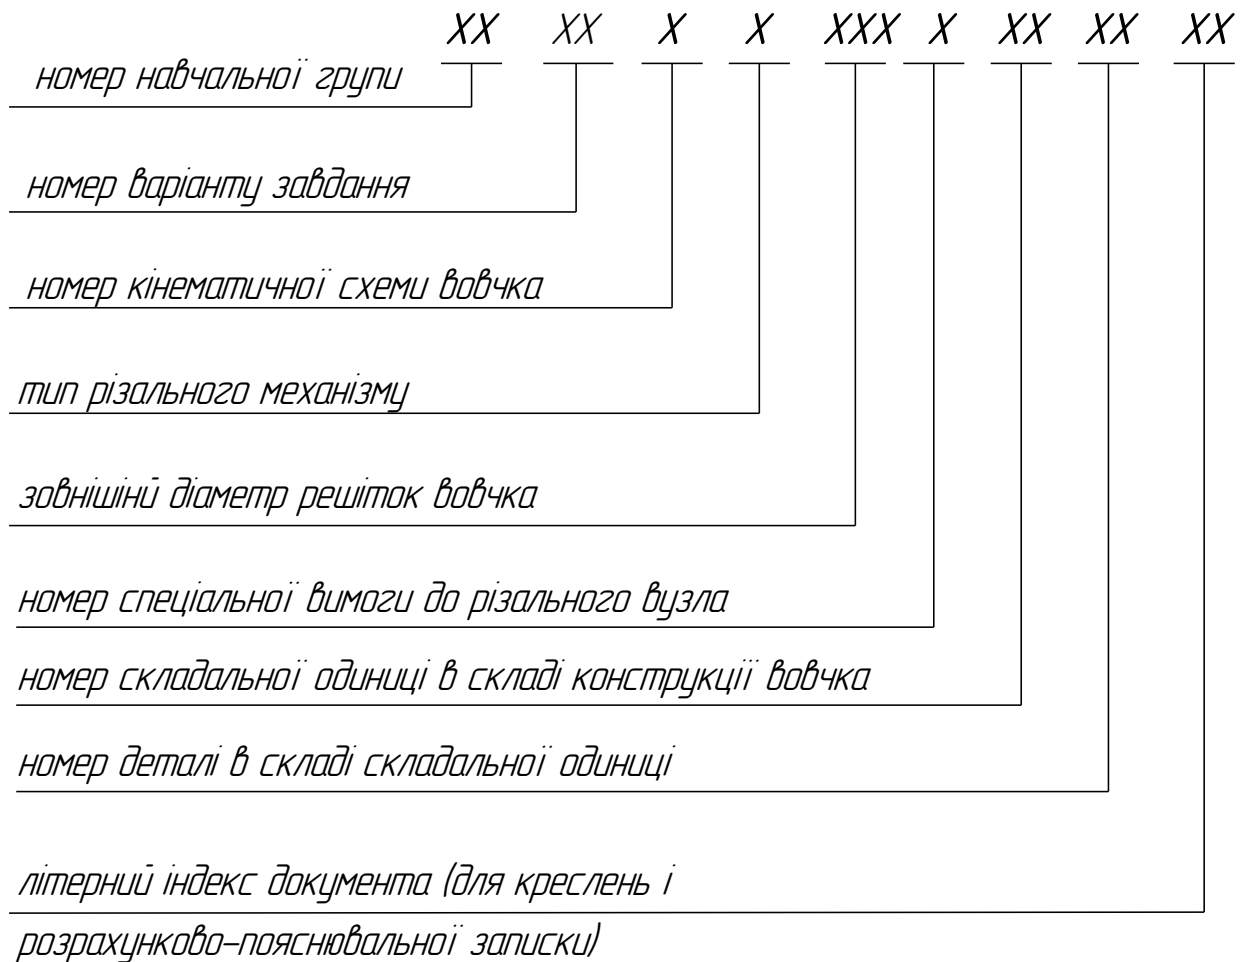 XX XX X X XXX X XX XX XX
номер навчальної групи
номер варіанту завдання
номер кінематичної схеми вовчка
тип різального механізму
зовнішінй діаметр решіток вовчка
номер спеціальної вимоги до різального вузла
номер складальної одиниці в складі конструкції вовчка
номер деталі в складі складальної одиниці
літерний індекс документа (для креслень і
розрахунково-пояснювальної записки)